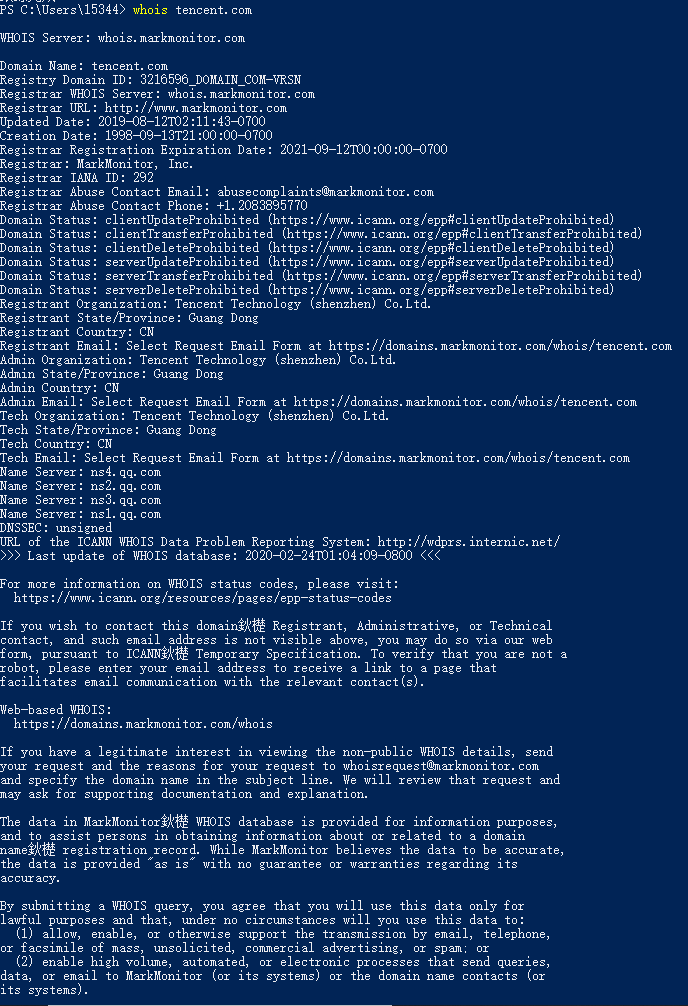 PS C:\Users\15344> whois tencent.com
WHOIS Server: whois.markmonitor.com
Domain Name: tencent.com
Registry Domain ID: 3216596_DOMAIN_COM-VRSN
Registrar WHOIS Server: whois.markmonitor.com
Registrar URL: http://www.markmonitor.com
Updated Date: 2019-08-12T02:11:43-0700
Creation Date: 1998-09-13T21:00:00-0700
Registrar Registration Expiration Date: 2021-09-12T00:00:00-0700
Registrar: MarkMonitor, Inc.
Registrar IANA ID: 292
Registrar Abuse Contact Email: abusecomplaints@markmonitor.com
Registrar Abuse Contact Phone: +1.2083895770
Domain Status: clientUpdateProhibited (https://www.icann.org/epp#clientUpdateProhibited)
Domain Status: clientTransferProhibited (https://www.icann.org/epp#clientTransferProhibited)
Domain Status: clientDeleteProhibited (https://www.icann.org/epp#clientDeleteProhibited)
Domain Status: serverUpdateProhibited (https://www.icann.org/epp#serverUpdateProhibited)
Domain Status: serverTransferProhibited (https://www.icann.org/epp#serverTransferProhibited)
Domain Status: serverDeleteProhibited (https://www.icann.org/epp#serverDeleteProhibited)
Registrant Organization: Tencent Technology (shenzhen) Co.Ltd.
Registrant State/Province: Guang Dong
Registrant Country: CN
Registrant Email: Select Request Email Form at https://domains.markmonitor.com/whois/tencent.com
Admin Organization: Tencent Technology (shenzhen) Co.Ltd.
Admin State/Province: Guang Dong
Admin Country: CN
Admin Email: Select Request Email Form at https://domains.markmonitor.com/whois/tencent.com
Tech Organization: Tencent Technology (shenzhen) Co.Ltd.
Tech State/Province: Guang Dong
Tech Country: CN
Tech Email: Select Request Email Form at https://domains.markmonitor.com/whois/tencent.com
Name Server: ns4.qq.com
Name Server: ns2.qq.com
Name Server: ns3.qq.com
Name Server: ns1.qq.com
DNSSEC: unsigned
URL of the ICANN WHOIS Data Problem Reporting System: http://wdprs.internic.net/
>>> Last update of WHOIS database: 2020-02-24T01:04:09-0800 <<<
For more information on WHOIS status codes, please visit:
https://www.icann.org/resources/pages/epp-status-codes
If you wish to contact this domain鈥檚 Registrant, Administrative, or Technical
contact, and such email address is not visible above, you may do so via our web
form, pursuant to ICANN鈥檚 Temporary Specification. To verify that you are not a
robot, please enter your email address to receive a link to a page that
facilitates email communication with the relevant contact(s).
Web-based WHOIS:
https://domains.markmonitor.com/whois
If you have a legitimate interest in viewing the non-public WHOIS details, send
your request and the reasons for your request to whoisrequest@markmonitor.com
and specify the domain name in the subject line. We will review that request and
may ask for supporting documentation and explanation.
The data in MarkMonitor鈥檚 WHOIS database is provided for information purposes,
and to assist persons in obtaining information about or related to a domain
name鈥檚 registration record. While MarkMonitor believes the data to be accurate,
the data is provided "as is" with no guarantee or warranties regarding its
accuracy.
By submitting a WHOIS query, you agree that you will use this data only for
lawful purposes and that, under no circumstances will you use this data to:
(1) allow, enable, or otherwise support the transmission by email, telephone,
or facsimile of mass, unsolicited, commercial advertising, or spam; or
(2) enable high volume, automated, or electronic processes that send queries,
data, or email to MarkMonitor (or its systems) or the domain name contacts (or
its systems).